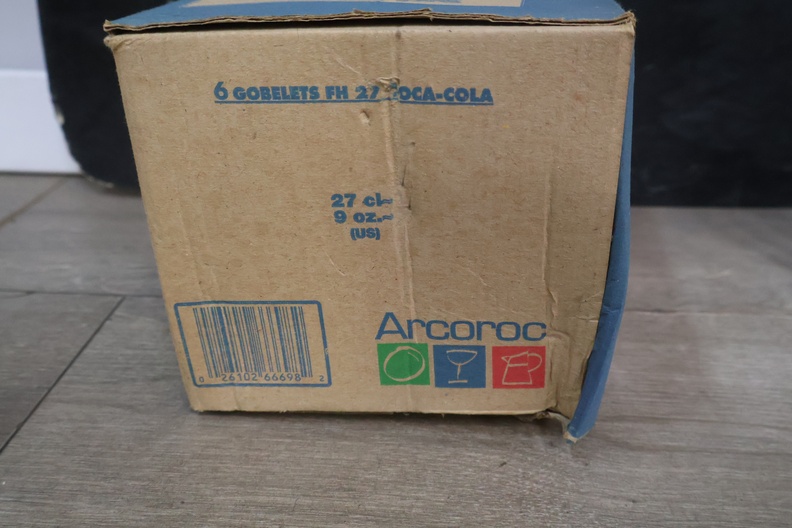 6 GOBELETS FH 27 COCA-COLA
27 cl~
9 oz.~
(US)
Arcoroc
0 26102 66698 2